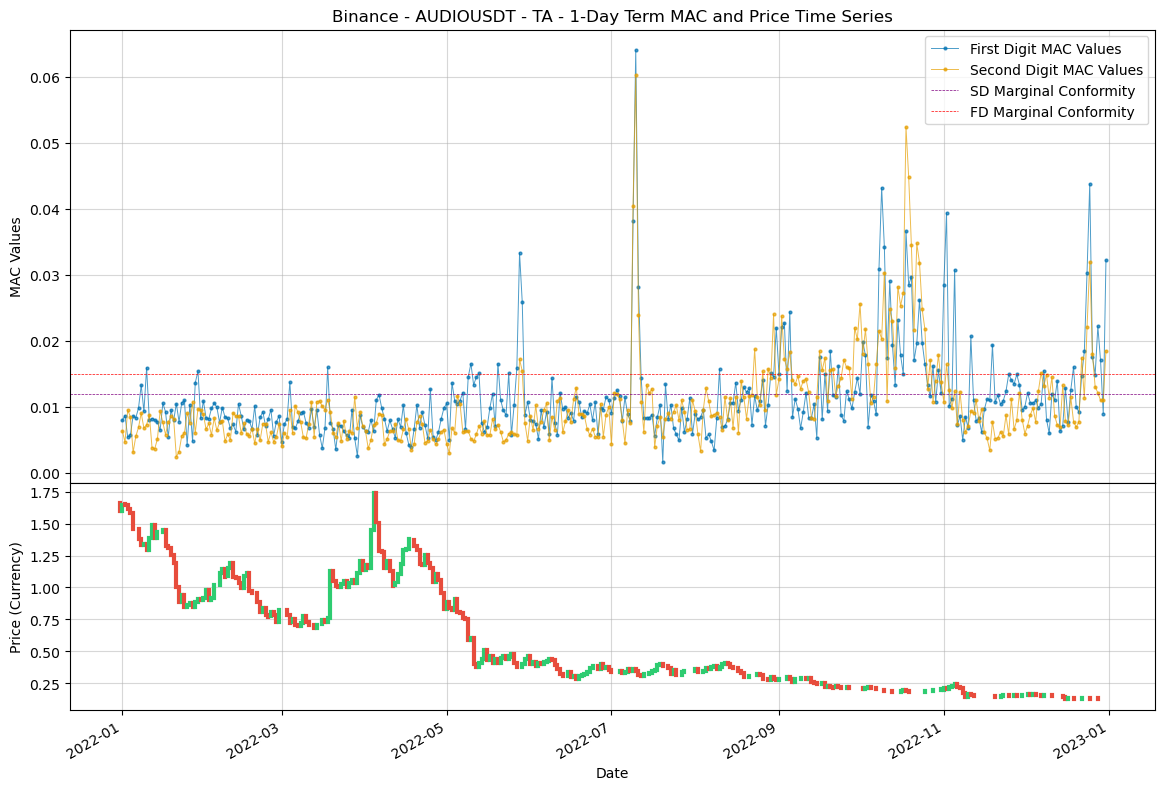 Binance - AUDIOUSDT - TA - 1-Day Term MAC and Price Time Series
First Digit MAC Values
Second Digit MAC Values
SD Marginal Conformity
FD Marginal Conformity
MAC Values
0.06
0.05
0.04
0.03
0.02
0.01
0.00
Price (Currency)
1.75
1.50
1.25
1.00
0.75
0.50
0.25
2022-01
2022-03
2022-05
2022-07
2022-09
2022-11
2023-01
Date